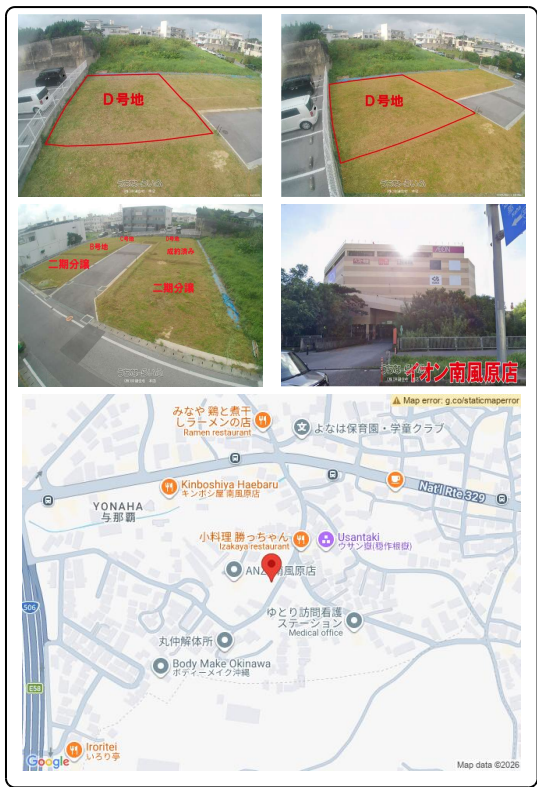 D号地
D号地
B号地
C号地
D号地
成約済み
二期分譲
二期分譲
AEON
イオン南風原店
Map error: g.co/staticmaperror
みなや 鶏と煮干
しラーメンの店
Ramen restaurant
よなは保育園・学童クラブ
Kinboshiya Haebaru
キンボシ屋 南風原店
Nat'l Rte 329
YONAHA
与那覇
小料理 勝っちゃん
Izakaya restaurant
Usantaki
ウサン嶽(稲作根嶽)
ゆとり訪問看護
ステーション
Medical office
506
丸仲解体所
Body Make Okinawa
ボディーメイク沖縄
E58
Iroritei
いろり亭
Google
Map data ©2026